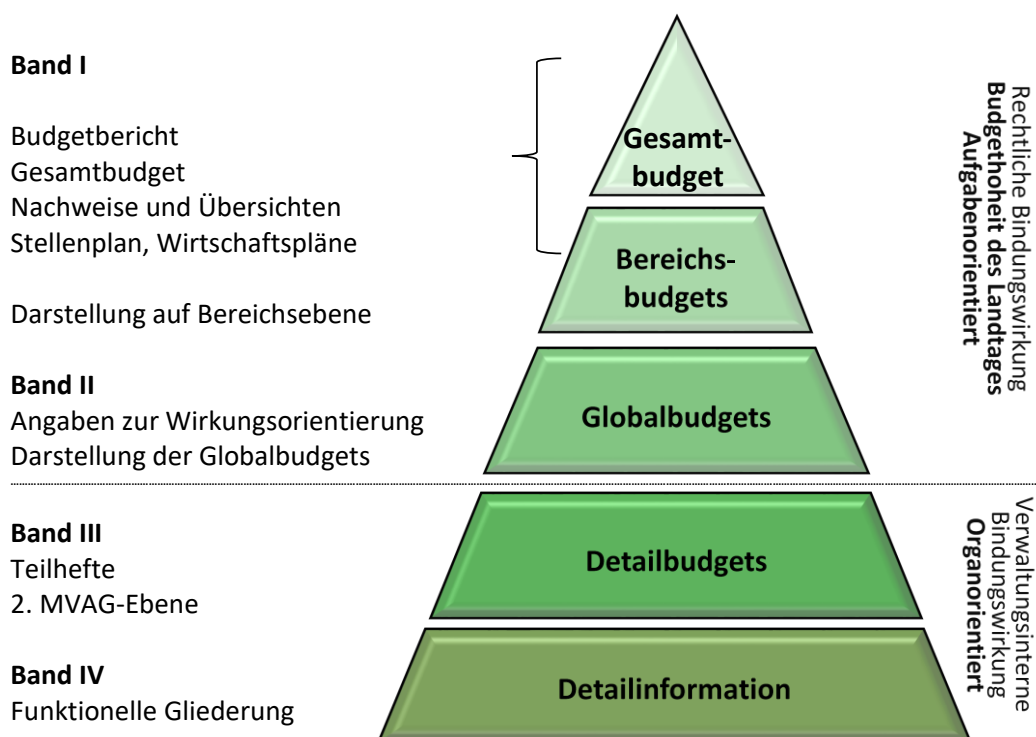 Band I
Budgetbericht
Gesamtbudget
Nachweise und Übersichten
Stellenplan, Wirtschaftspläne
Darstellung auf Bereichsebene
Band II
Angaben zur Wirkungsorientierung
Darstellung der Globalbudgets
Band III
Teilhefte
2. MVAG-Ebene
Band IV
Funktionelle Gliederung
Gesamt-
budget
Bereichs-
budgets
Globalbudgets
Detailbudgets
Detailinformation
Rechtliche Bindungswirkung
Budgethoheit des Landtages
Aufgabenorientiert
Verwaltungsinterne
Bindungswirkung
Organorientiert